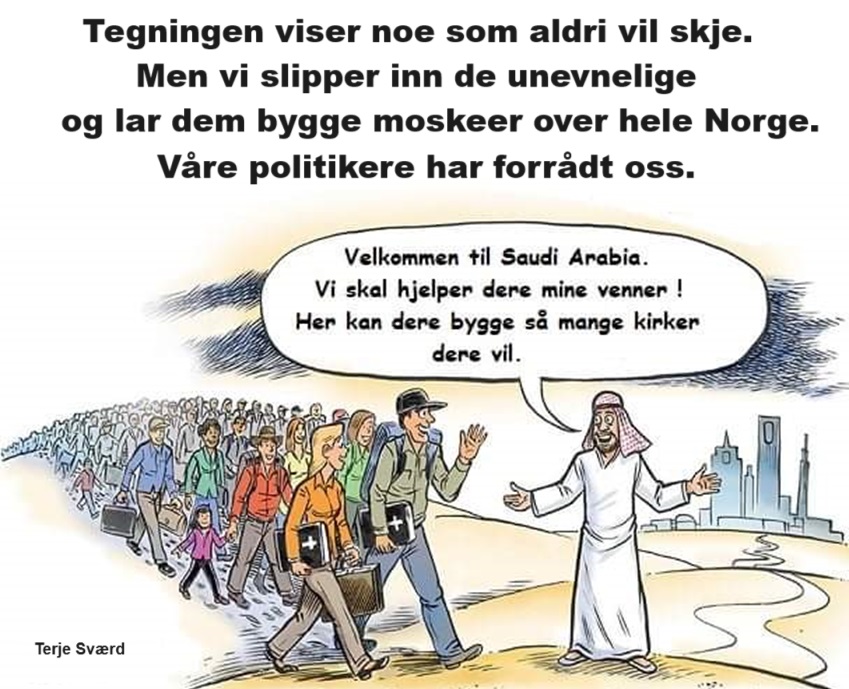 Tegningen viser noe som aldri vil skje.
Men vi slipper inn de unevnelige
og lar dem bygge moskeer over hele Norge.
Våre politikere har forrådt oss.
Velkommen til Saudi Arabia.
Vi skal hjelper dere mine venner !
Her kan dere bygge så mange kirker
dere vil.
Terje Sværd